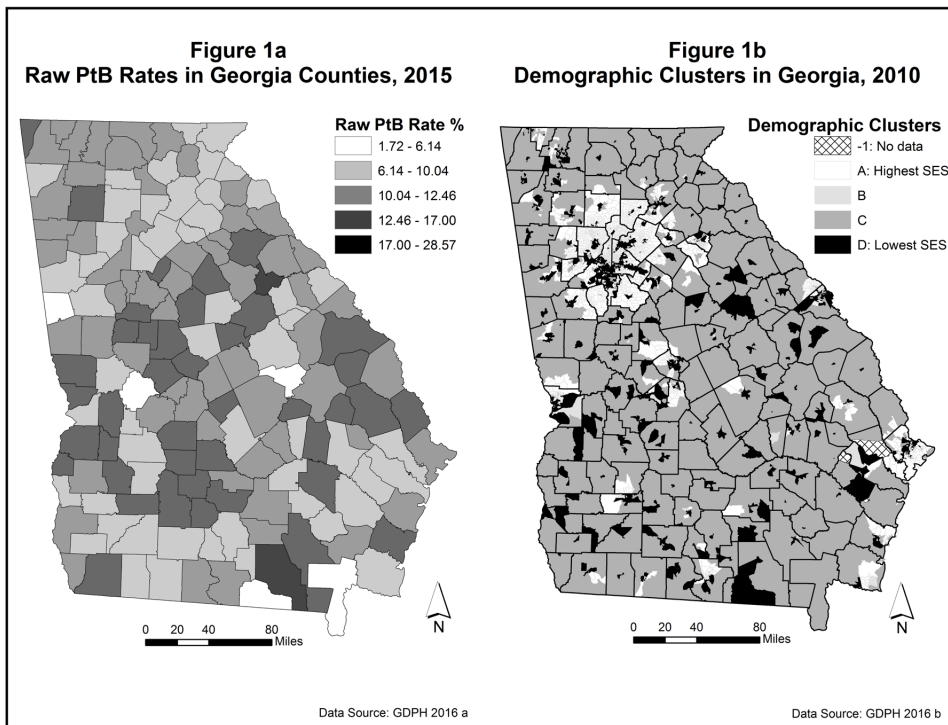 Figure 1a
Raw PtB Rates in Georgia Counties, 2015
Raw PtB Rate %
1.72 - 6.14
6.14 - 10.04
10.04 - 12.46
12.46 - 17.00
17.00 - 28.57
N
0 20 40 80
Miles
Data Source: GDPH 2016 a
Figure 1b
Demographic Clusters in Georgia, 2010
Demographic Clusters
-1: No data
A: Highest SES
B
C
D: Lowest SES
N
0 20 40 80
Miles
Data Source: GDPH 2016 b